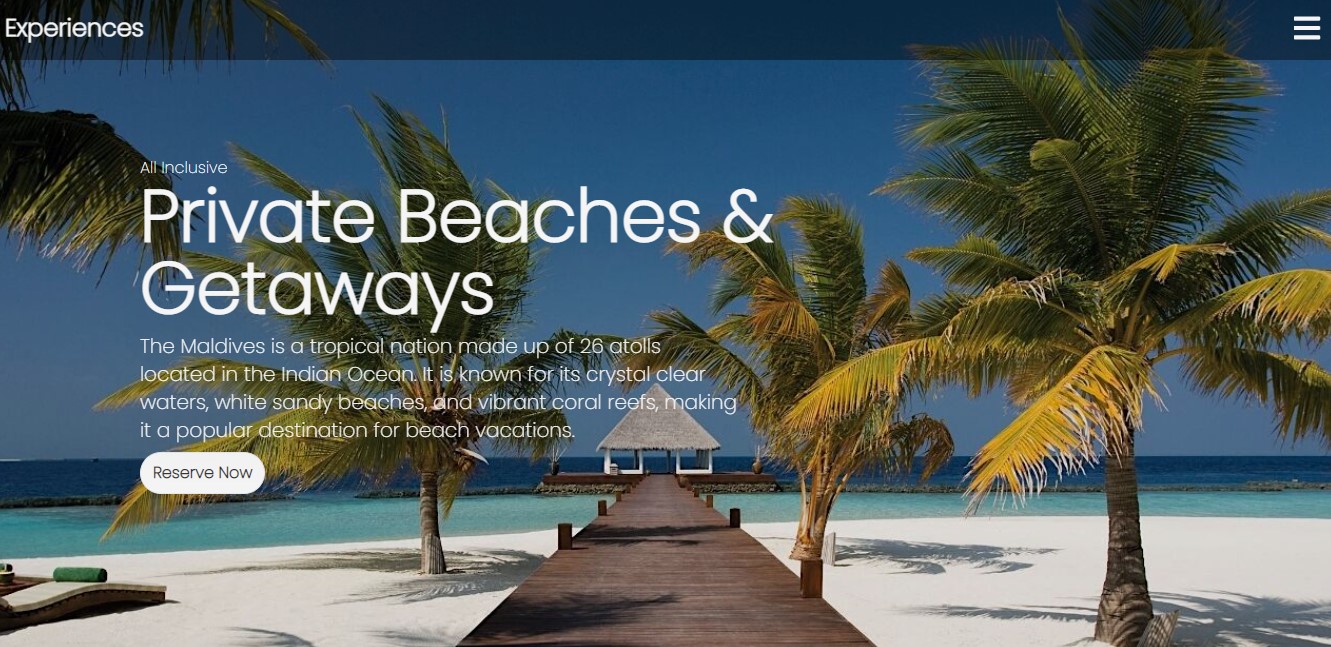 Experiences
All Inclusive
Private Beaches &
Getaways
The Maldives is a tropical nation made up of 26 atolls
located in the Indian Ocean. It is known for its crystal clear
waters, white sandy beaches, and vibrant coral reefs, making
it a popular destination for beach vacations.
Reserve Now